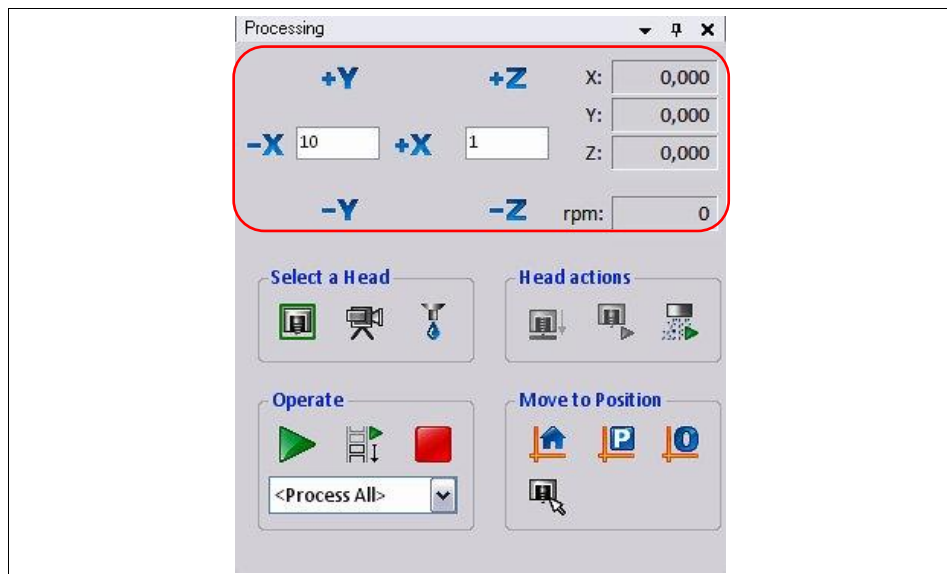 Processing
+Y +Z X: 0,000
Y: 0,000
-X 10 +X 1
Z: 0,000
-Y -Z rpm: 0
Select a Head Head actions
Operate Move to Position
P 0
<Process All>